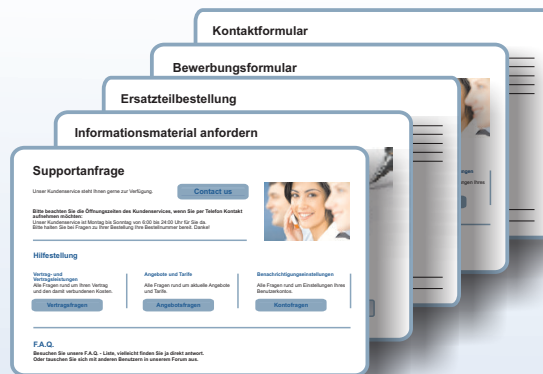 Kontaktformular
Bewerbungsformular
Ersatzteilbestellung
Informationsmaterial anfordern
Supportanfrage
Unser Kundenservice steht Ihnen gerne zur Verfügung.
Contact us
Bitte beachten Sie die Öffnungszeiten des Kundenservices, wenn Sie per Telefon Kontakt
aufnehmen möchten:
Unser Kundenservice ist Montag bis Sonntag von 6:00 bis 24:00 Uhr für Sie da.
Bitte halten Sie bei Fragen zu Ihrer Bestellung Ihre Bestellnummer bereit. Danke!
Hilfestellung
Vertrag- und
Vertragsleistungen
Alle Fragen rund um Ihren Vertrag
und den damit verbundenen Kosten.
Vertragefragen
Angebote und Tarife
Alle Fragen rund um aktuelle Angebote
und Tarife.
Angebotsfragen
Benachrichtigungseinstellungen
Alle Fragen rund um Einstellungen Ihres
Benutzerkontos.
Kontofragen
ungen
ungen Ihres
F.A.Q.
Besuchen Sie unsere F.A.Q. - Liste, vielleicht finden Sie ja direkt antwort.
Oder tauschen Sie sich mit anderen Benutzern in unserem Forum aus.